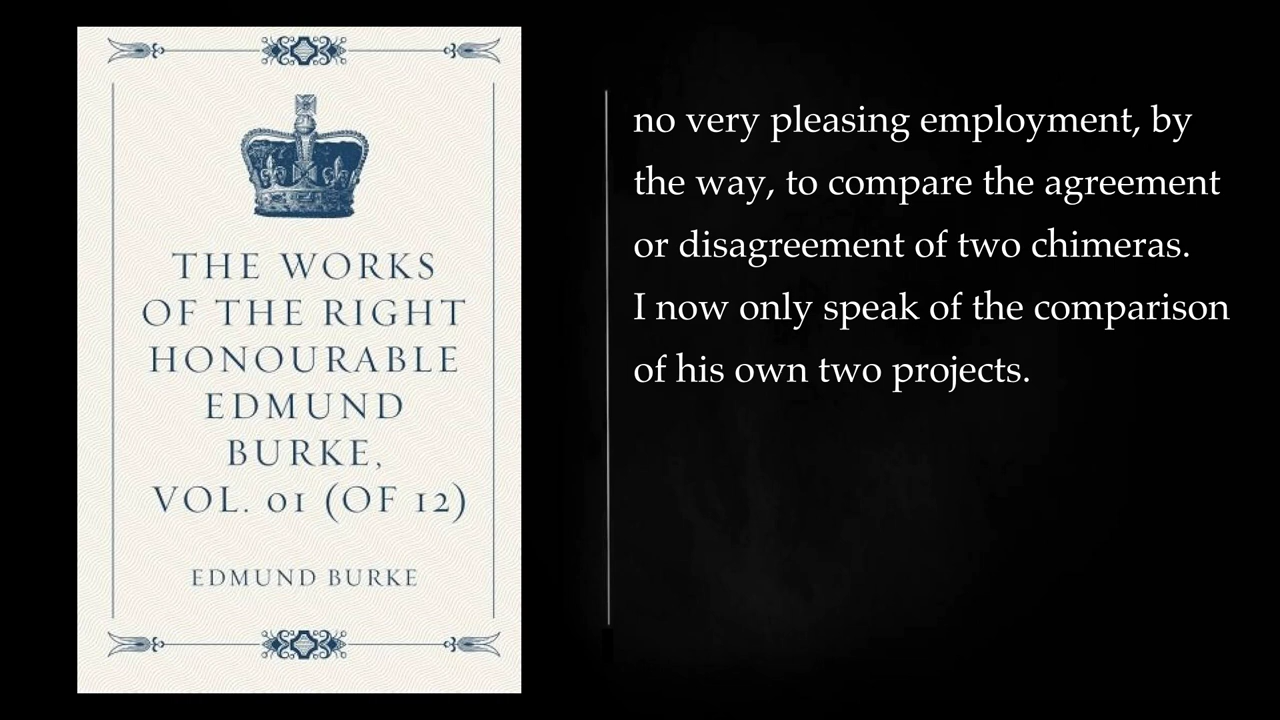 THE WORKS
OF THE RIGHT
HONOURABLE
EDMUND
BURKE,
VOL. 01 (OF 12)
EDMUND BURKE
no very pleasing employment, by
the way, to compare the agreement
or disagreement of two chimeras.
I now only speak of the comparison
of his own two projects.